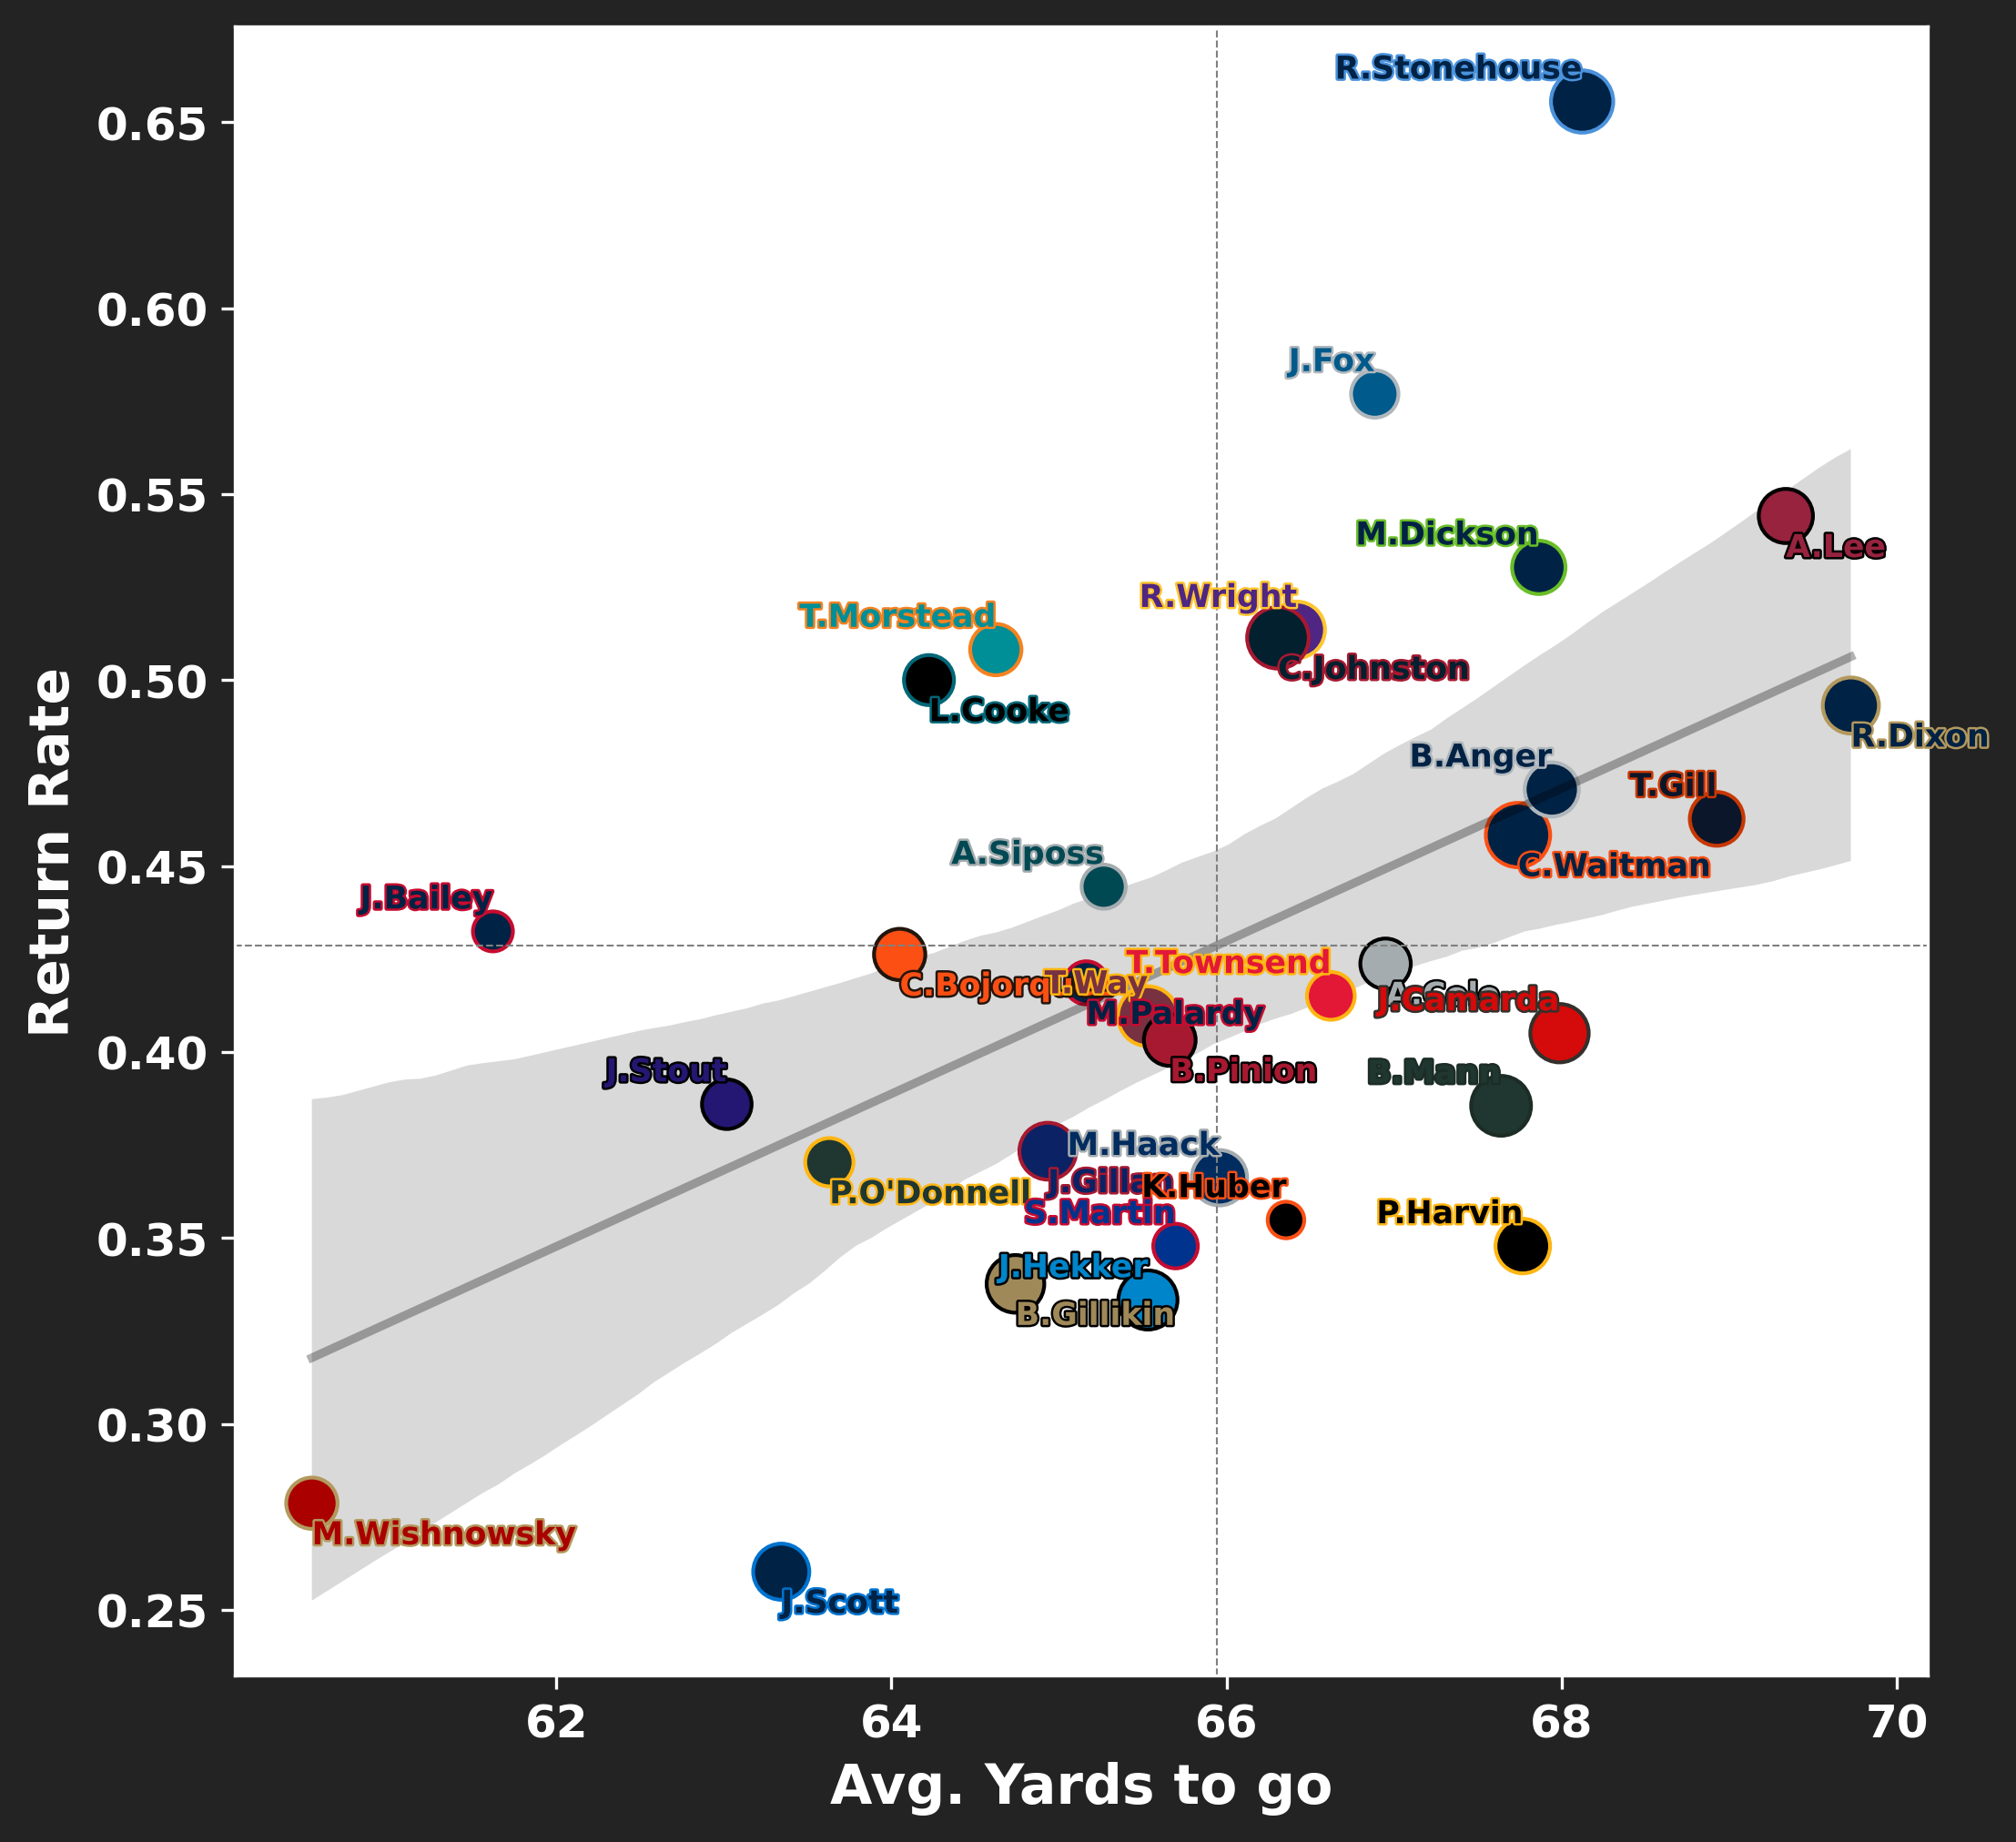 R.Stonehouse
0.65
0.60
J.Fox
0.55
M.Dickson
A.Lee
R.Wright
T.Morstead
C.Johnston
0.50
L.Cooke
R.Dixon
B.Anger
T.Gill
A.Siposs
C.Waitman
0.45
J.Bailey
T.Townsend
T.Way
J.Camarda
M.Palardy
0.40
B.Pinion
J.Stout
B.Mann
M.Haack
K.Huber
P.O'Donnell
S.Martin
P.Harvin
0.35
J.Hekker
B.Gillikin
0.30
M.Wishnowsky
J.Scott
0.25
Return Rate
62 64 66 68 70
Avg. Yards to go